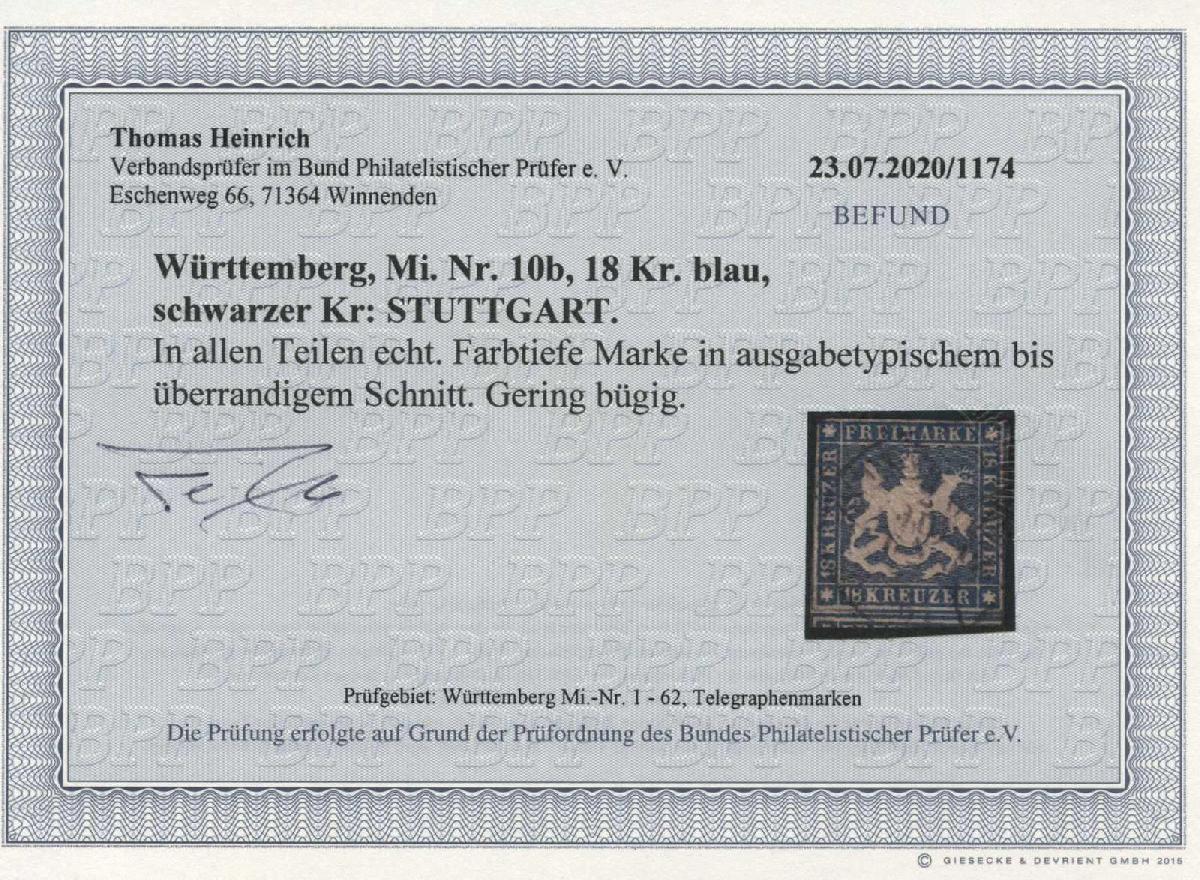 Thomas Heinrich
Verbandsprüfer im Bund Philatelistischer Prüfer e. V.
Eschenweg 66, 71364 Winnenden
23.07.2020/1174
BEFUND
Württemberg, Mi. Nr. 10b, 18 Kr. blau,
schwarzer Kr: STUTTGART.
In allen Teilen echt. Farbtiefe Marke in ausgabetypischem bis
überrandigem Schnitt. Gering bügig.
FREIMARKE
18 KREUZER
18 KREUZER
18 KREUZER
Prüfgebiet: Württemberg Mi.-Nr. 1 - 62, Telegraphenmarken
Die Prüfung erfolgte auf Grund der Prüfordnung des Bundes Philatelistischer Prüfer e.V.
BPP
© GIESECKE & DEVRIENT GMBH 2015